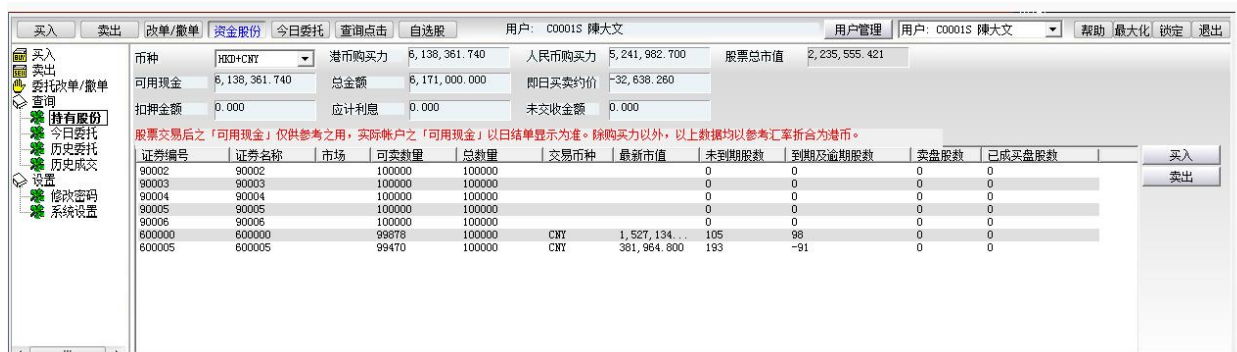 买入 卖出 改单/撤单 资金股份 今日委托 查询点击 自选股 用户: C0001S 陳大文 用户管理 用户: C0001S 陳大文 帮助 最大化 锁定 退出
买入
卖出
委托改单/撤单
查询
持有股份
今日委托
历史委托
历史成交
设置
修改密码
系统设置
币种 HKD+CNY 港币购买力 6,138,361.740 人民币购买力 5,241,982.700 股票总市值 2,235,555.421
可用现金 6,138,361.740 总金额 6,171,000.000 即日买卖约价 -32,638.260
扣押金额 0.000 应计利息 0.000 未交收金额 0.000
股票交易后之「可用现金」仅供参考之用，实际帐户之「可用现金」以日结单显示为准。除购买力以外，以上数据均以参考汇率折合为港币。
证券编号 证券名称 市场 可卖数量 总数量 交易币种 最新市值 未到期股数 到期及逾期股数 卖盘股数 已成买盘股数
90002 90002 100000 100000 0 0 0 0
90003 90003 100000 100000 0 0 0 0
90004 90004 100000 100000 0 0 0 0
90005 90005 100000 100000 0 0 0 0
90006 90006 100000 100000 0 0 0 0
600000 600000 99878 100000 CNY 1,527,134... 105 98 0 0
600005 600005 99470 100000 CNY 381,964.800 193 -91 0 0
买入
卖出